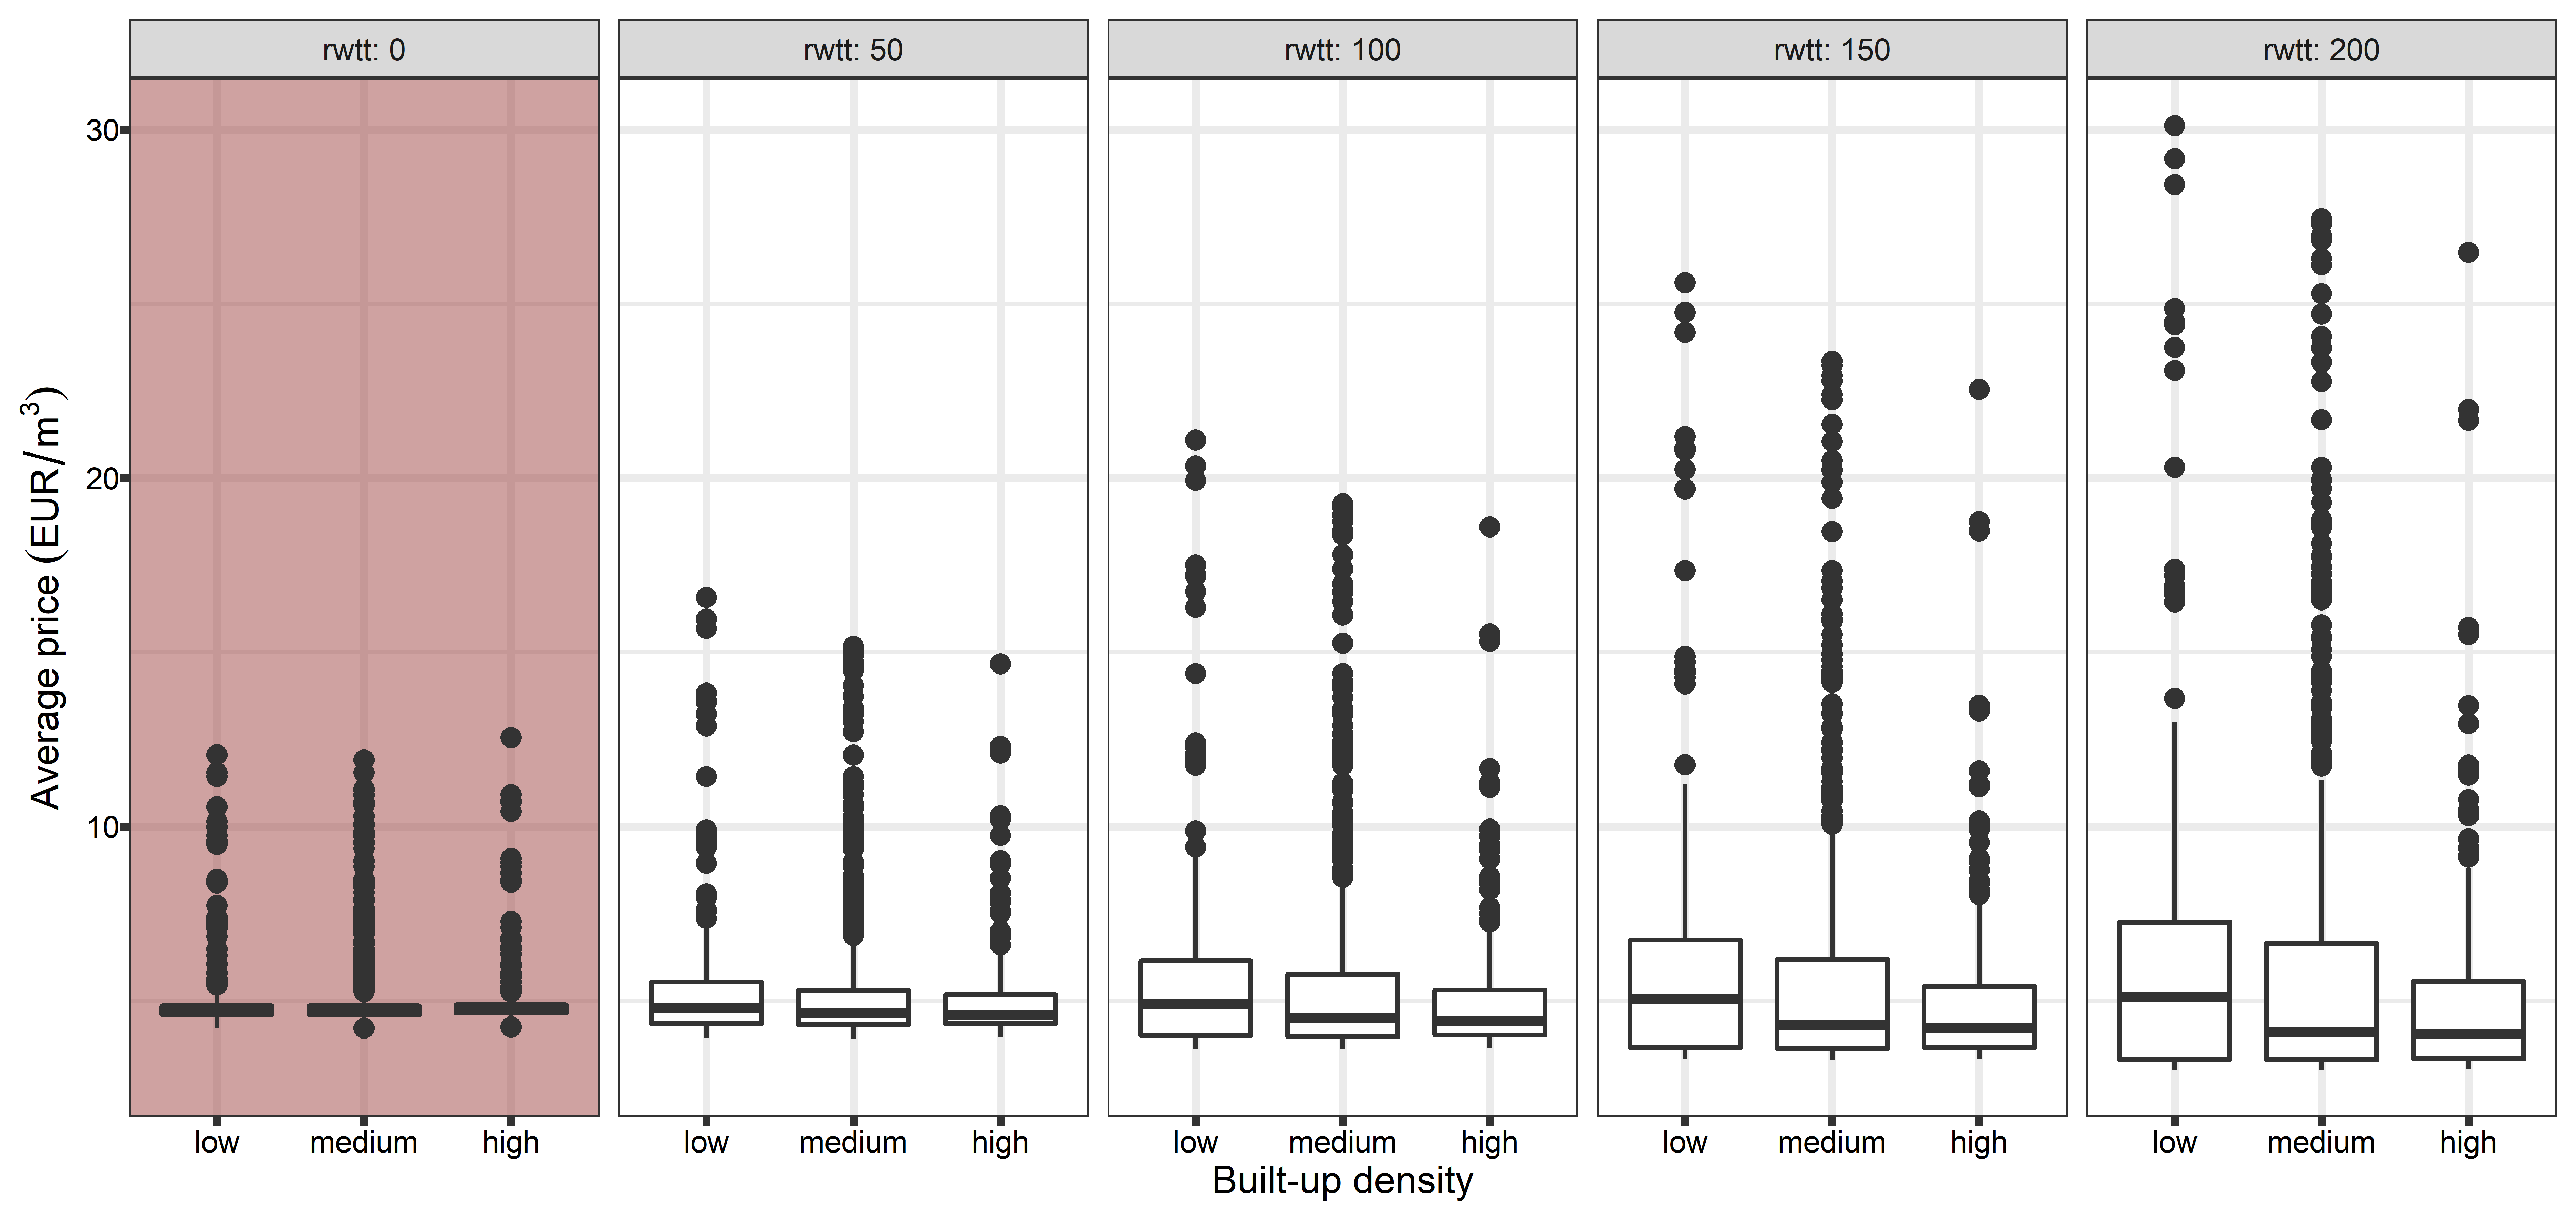 rwtt: 0
rwtt: 50
rwtt: 100
rwtt: 150
rwtt: 200
Average price (EUR/m³)
30
20
10
low medium high
low medium high
low medium high
low medium high
low medium high
Built-up density